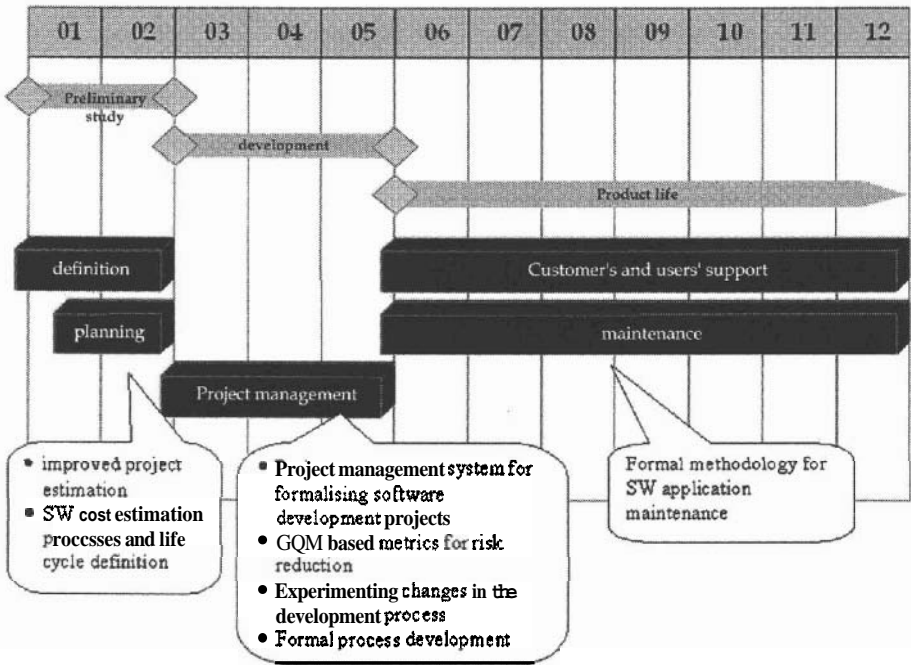 01 02 03 04 05 06 07 08 09 10 11 12
Preliminary
study
development
Product life
definition
Customer's and users' support
planning
maintenance
Project management
• improved project
estimation
• SW cost estimation
proccsses and life
cycle definition
• Project management system for
formalising software
development projects
• GQM based metrics for risk
reduction
• Experimenting changes in the
development process
• Formal process development
Formal methodology for
SW application
maintenance